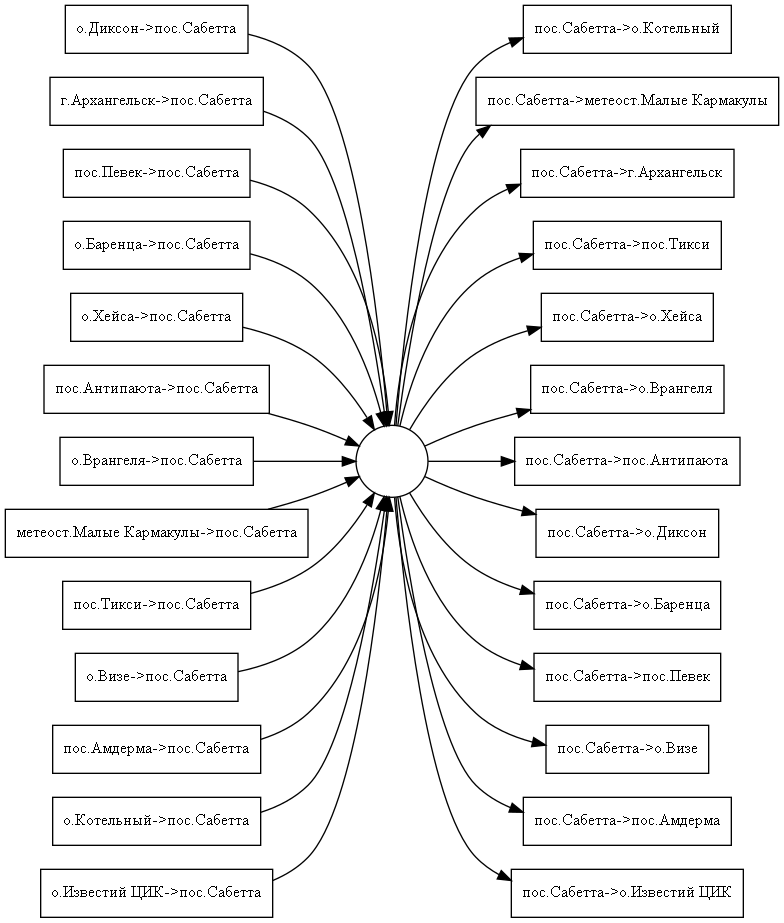 о.Диксон->пос.Сабетта
г.Архангельск->пос.Сабетта
пос.Певек->пос.Сабетта
о.Баренца->пос.Сабетта
о.Хейса->пос.Сабетта
пос.Антипаюта->пос.Сабетта
о.Врангеля->пос.Сабетта
метеост.Малые Кармакулы->пос.Сабетта
пос.Тикси->пос.Сабетта
о.Визе->пос.Сабетта
пос.Амдерма->пос.Сабетта
о.Котельный->пос.Сабетта
о.Известий ЦИК->пос.Сабетта
пос.Сабетта->о.Котельный
пос.Сабетта->метеост.Малые Кармакулы
пос.Сабетта->г.Архангельск
пос.Сабетта->пос.Тикси
пос.Сабетта->о.Хейса
пос.Сабетта->о.Врангеля
пос.Сабетта->пос.Антипаюта
пос.Сабетта->о.Диксон
пос.Сабетта->о.Баренца
пос.Сабетта->пос.Певек
пос.Сабетта->о.Визе
пос.Сабетта->пос.Амдерма
пос.Сабетта->о.Известий ЦИК